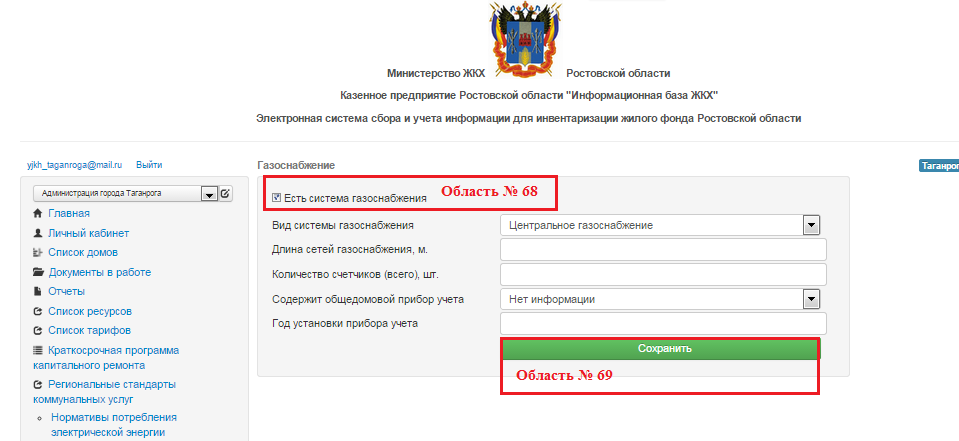 Министерство ЖКХ Ростовской области
Казенное предприятие Ростовской области "Информационная база ЖКХ"
Электронная система сбора и учета информации для инвентаризации жилого фонда Ростовской области
yjkh_taganroga@mail.ru Выйти
Администрация города Таганрога
Главная
Личный кабинет
Список домов
Документы в работе
Отчеты
Список ресурсов
Список тарифов
Краткосрочная программа
капитального ремонта
Региональные стандарты
коммунальных услуг
Нормативы потребления
электрической энергии
Газоснабжение
Таганрог
Есть система газоснабжения Область № 68
Вид системы газоснабжения Центральное газоснабжение
Длина сетей газоснабжения, м.
Количество счетчиков (всего), шт.
Содержит общедомовой прибор учета Нет информации
Год установки прибора учета
Сохранить
Область № 69